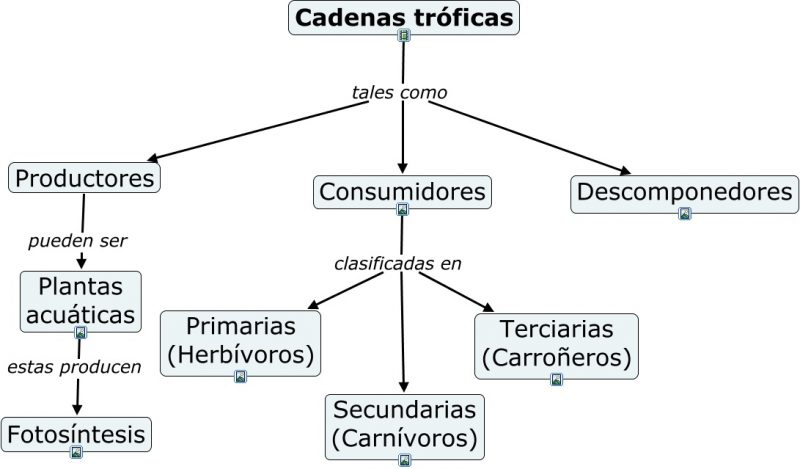 Cadenas tróficas
tales como
Productores
Consumidores
Descomponedores
pueden ser
clasificadas en
Plantas
acuáticas
Primarias
(Herbívoros)
Terciarias
(Carroñeros)
estas producen
Secundarias
(Carnívoros)
Fotosíntesis